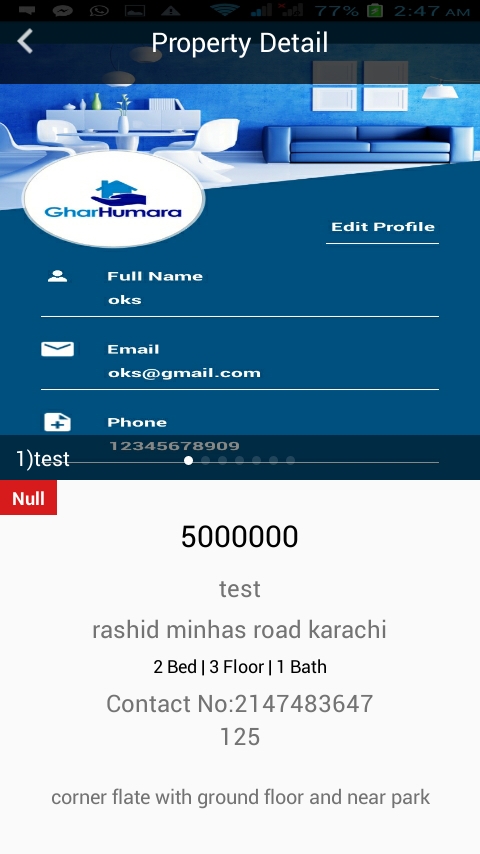 77% 2:47 AM
Property Detail
GharHumara
Edit Profile
Full Name
oks
Email
oks@gmail.com
Phone
12345678909
1)test
Null
5000000
test
rashid minhas road karachi
2 Bed | 3 Floor | 1 Bath
Contact No:2147483647
125
corner flate with ground floor and near park